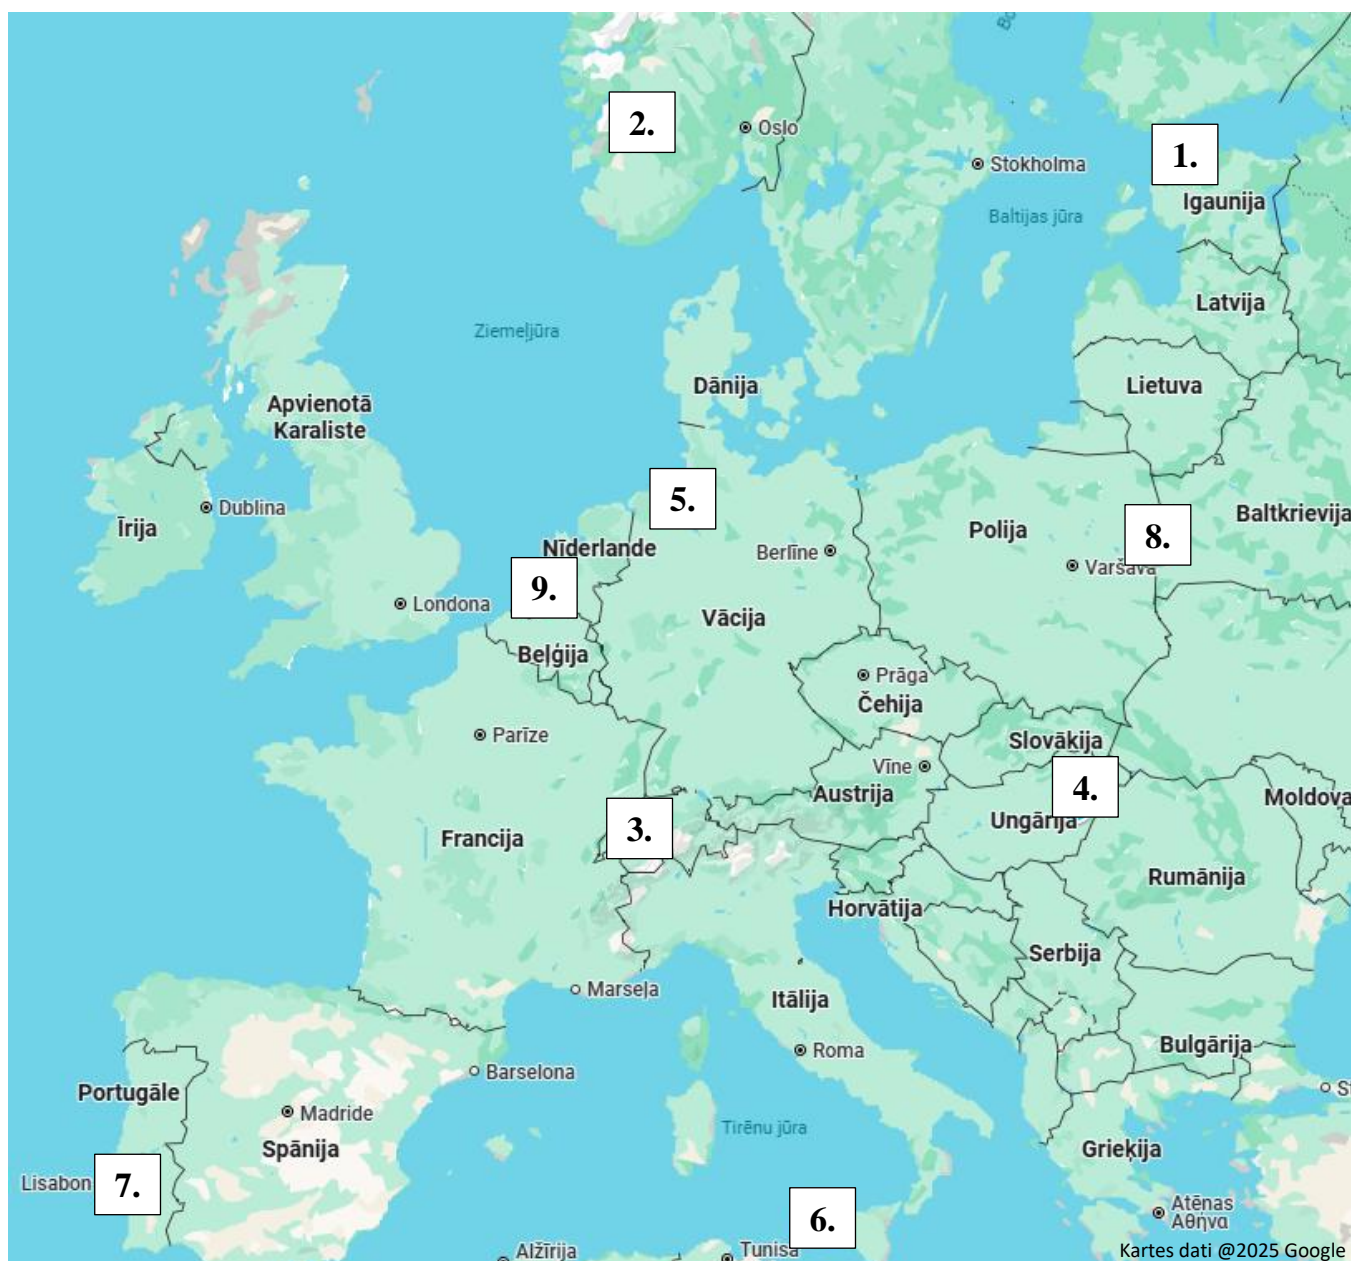 Bo
2.
Oslo
Stokholma
1.
Igaunija
Baltijas jūra
Latvija
Ziemeļjūra
Dānija
Lietuva
Apvienotā
Karaliste
5.
Dublina
Īrija
Nīderlande
Berlīne
Polija
8.
Baltkrievija
Varšava
9.
Londona
Vācija
Beļģija
Prāga
Čehija
Parīze
Slovākija
Vīne
Austrija
4.
Moldova
3.
Ungārija
Francija
Rumānija
Horvātija
Serbija
Marseļa
Itālija
Roma
Bulgārija
Barselona
Portugāle
St
Madride
Spānija
Tirēnu jūra
Grieķija
Lisabon
7.
6.
Atēnas
Αθήνα
Alžīrija
Tunisa
Kartes dati @2025 Google